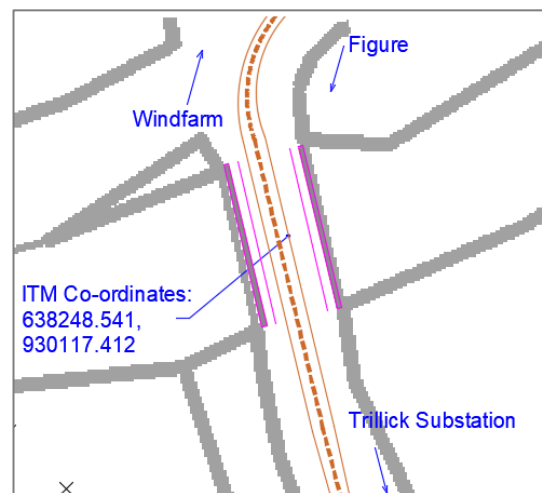 Figure
Windfarm
ITM Co-ordinates:
638248.541,
930117.412
Trillick Substation